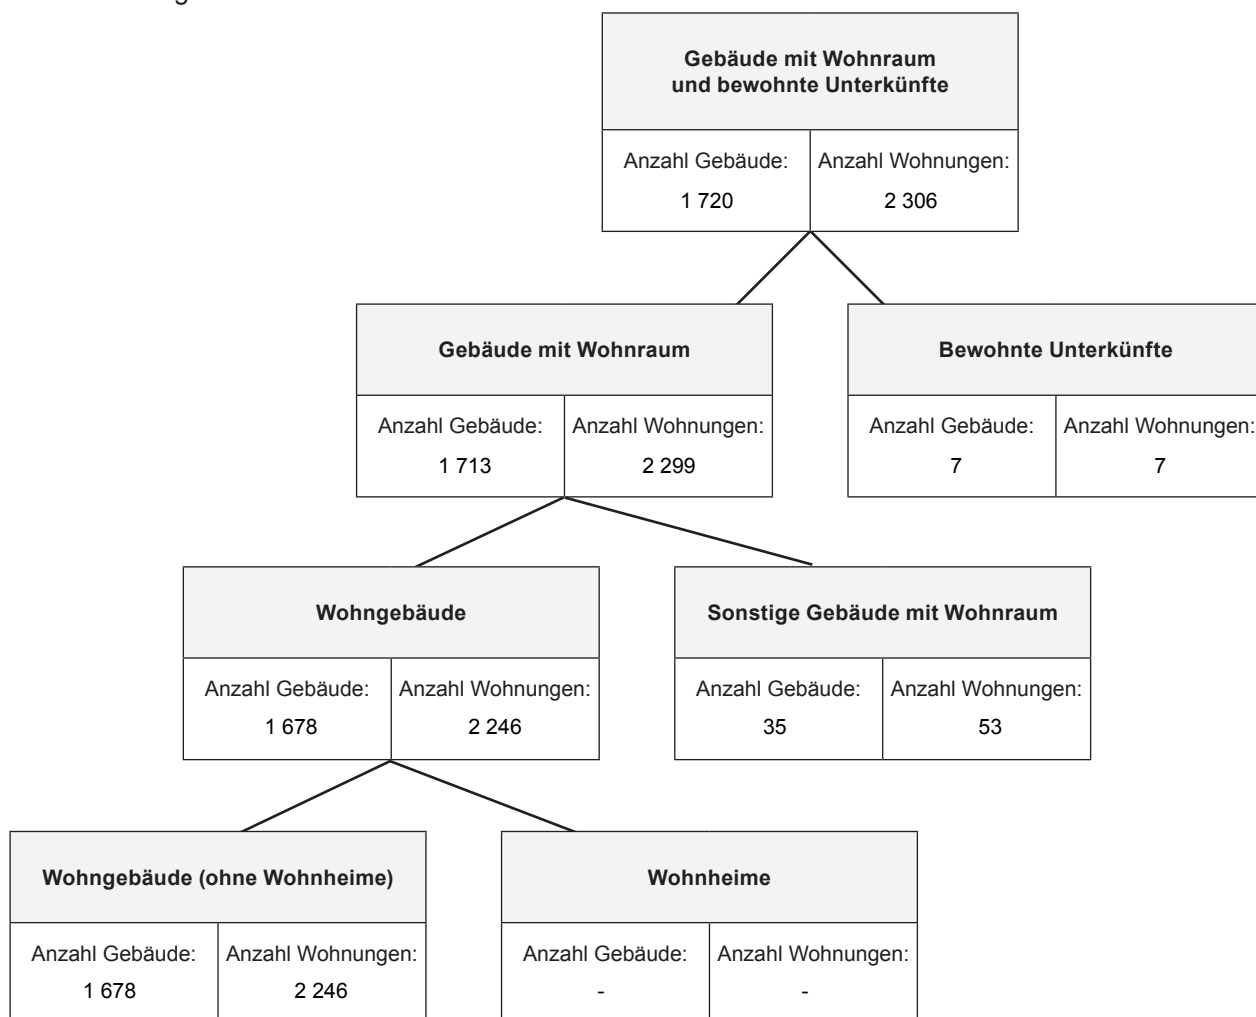 Gebäude mit Wohnraum
und bewohnte Unterkünfte
Anzahl Gebäude: Anzahl Wohnungen:
1 720 2 306
Gebäude mit Wohnraum
Anzahl Gebäude: Anzahl Wohnungen:
1 713 2 299
Bewohnte Unterkünfte
Anzahl Gebäude: Anzahl Wohnungen:
7 7
Wohngebäude
Anzahl Gebäude: Anzahl Wohnungen:
1 678 2 246
Sonstige Gebäude mit Wohnraum
Anzahl Gebäude: Anzahl Wohnungen:
35 53
Wohngebäude (ohne Wohnheime)
Anzahl Gebäude: Anzahl Wohnungen:
1 678 2 246
Wohnheime
Anzahl Gebäude: Anzahl Wohnungen:
- -